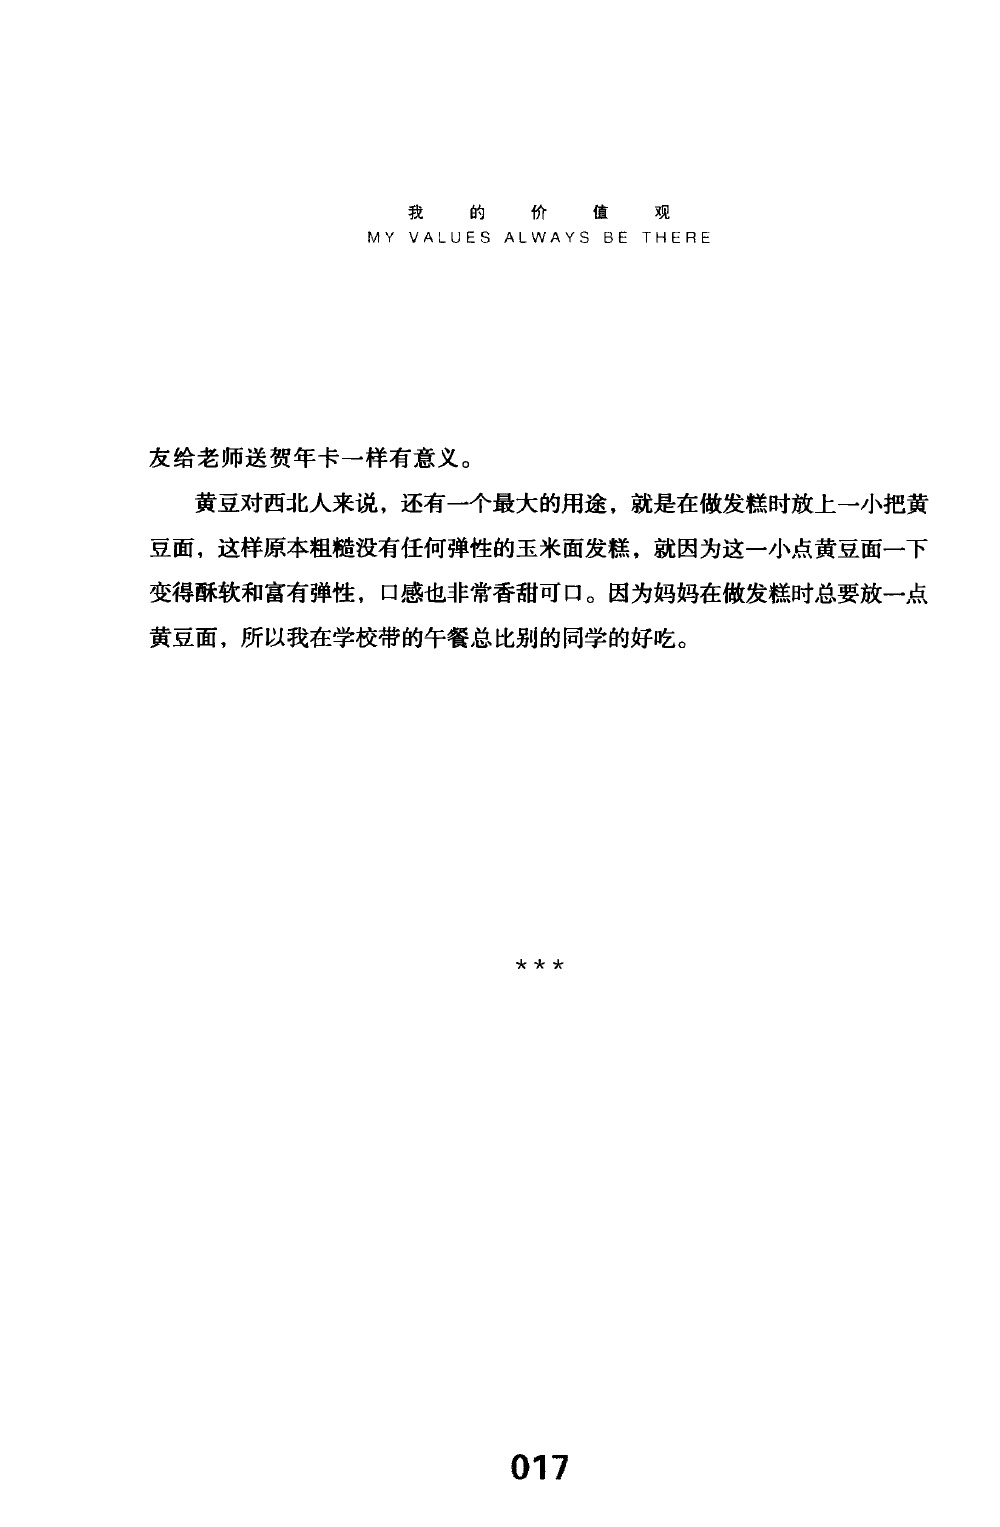 我的价值观
MY VALUES ALWAYS BE THERE
友给老师送贺年卡一样有意义。
黄豆对西北人来说，还有一个最大的用途，就是在做发糕时放上一小把黄
豆面，这样原本粗糙没有任何弹性的玉米面发糕，就因为这一小点黄豆面一下
变得酥软和富有弹性，口感也非常香甜可口。因为妈妈在做发糕时总要放一点
黄豆面，所以我在学校带的午餐总比别的同学的好吃。
***
017